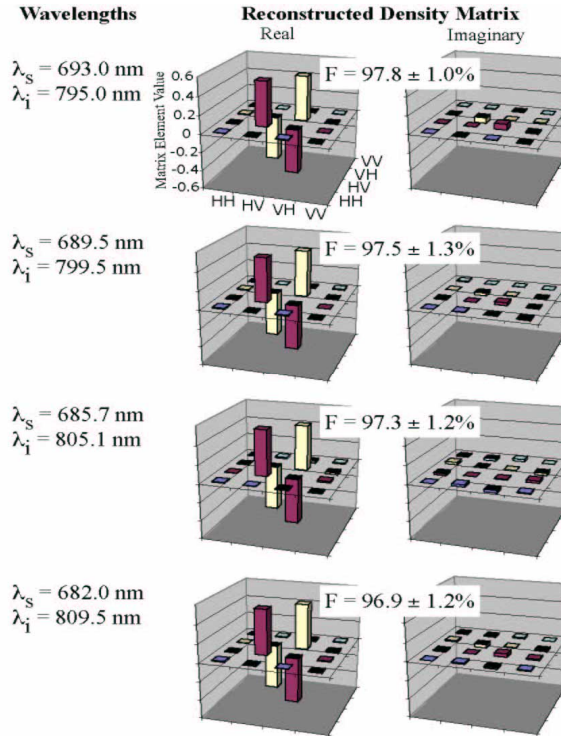 Wavelengths Reconstructed Density Matrix
Real Imaginary
λs = 693.0 nm
λi = 795.0 nm
F = 97.8 ± 1.0%
Matrix Element Value
0.6
0.4
0.2
0
-0.2
-0.4
-0.6
HH HV VH VV
VV
VH
HV
HH
λs = 689.5 nm
λi = 799.5 nm
F = 97.5 ± 1.3%
λs = 685.7 nm
λi = 805.1 nm
F = 97.3 ± 1.2%
λs = 682.0 nm
λi = 809.5 nm
F = 96.9 ± 1.2%